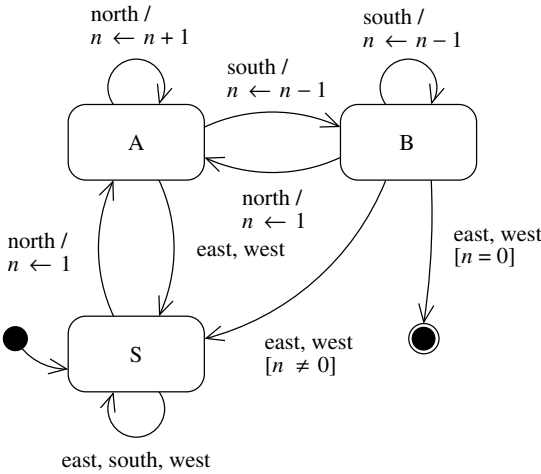 north /
n ← n + 1
south /
n ← n – 1
south /
n ← n – 1
A
B
north /
n ← 1
north /
n ← 1
east, west
east, west
[n = 0]
S
east, west
[n ≠ 0]
east, south, west